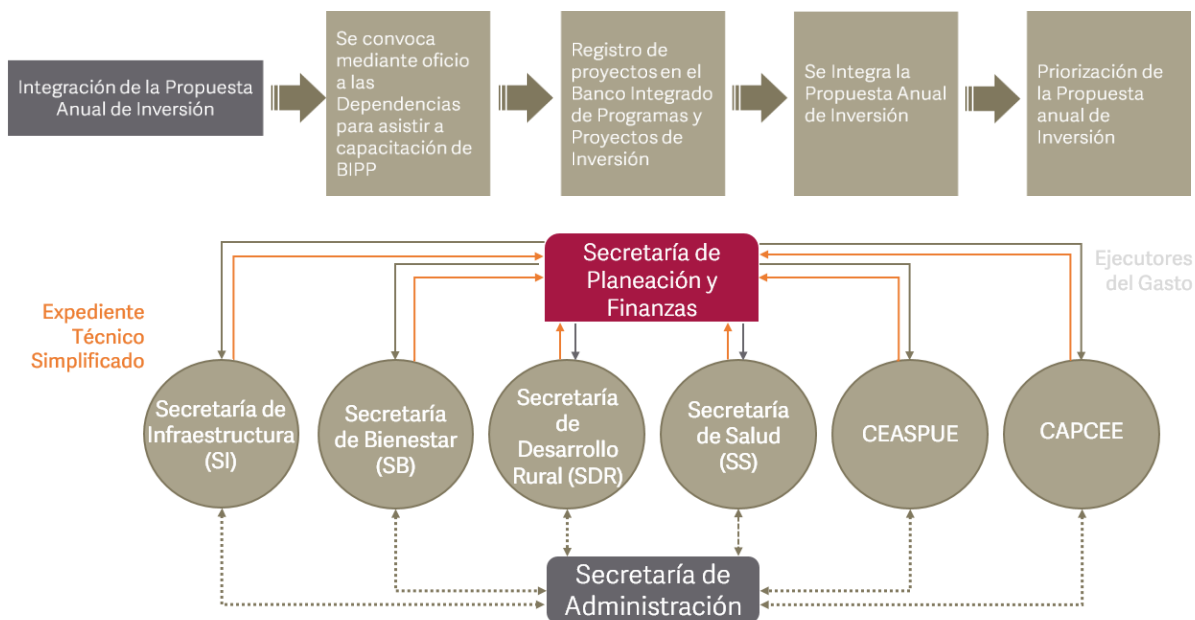 Integración de la Propuesta
Anual de Inversión
Se convoca
mediante oficio
a las
Dependencias
para asistir a
capacitación de
BIPP
Registro de
proyectos en el
Banco Integrado
de Programas y
Proyectos de
Inversión
Se Integra la
Propuesta Anual
de Inversión
Priorización de
la Propuesta
anual de
Inversión
Secretaría de
Planeación y
Finanzas
Ejecutores
del Gasto
Expediente
Técnico
Simplificado
Secretaría de
Infraestructura
(SI)
Secretaría
de Bienestar
(SB)
Secretaría
de
Desarrollo
Rural (SDR)
Secretaría
de Salud
(SS)
CEASPUE
CAPCEE
Secretaría de
Administración